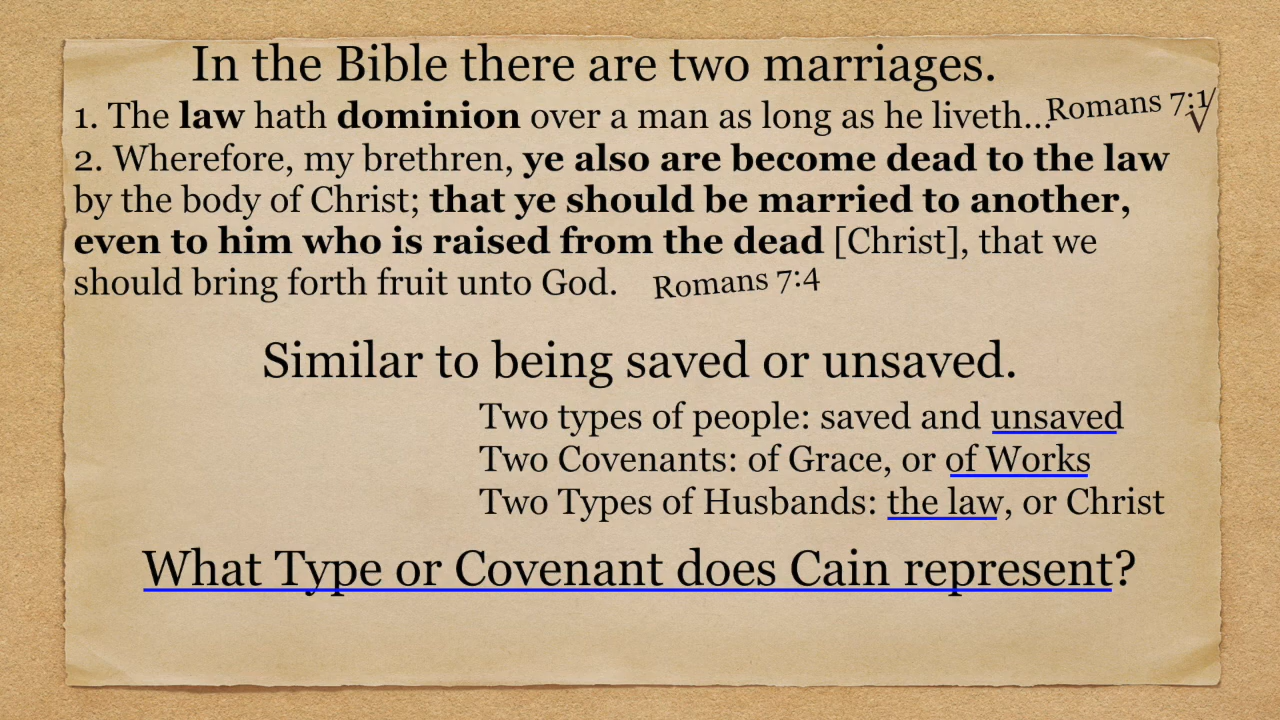 In the Bible there are two marriages.
1. The law hath dominion over a man as long as he liveth... Romans 7:1
2. Wherefore, my brethren, ye also are become dead to the law
by the body of Christ; that ye should be married to another,
even to him who is raised from the dead [Christ], that we
should bring forth fruit unto God. Romans 7:4
Similar to being saved or unsaved.
Two types of people: saved and unsaved
Two Covenants: of Grace, or of Works
Two Types of Husbands: the law, or Christ
What Type or Covenant does Cain represent?